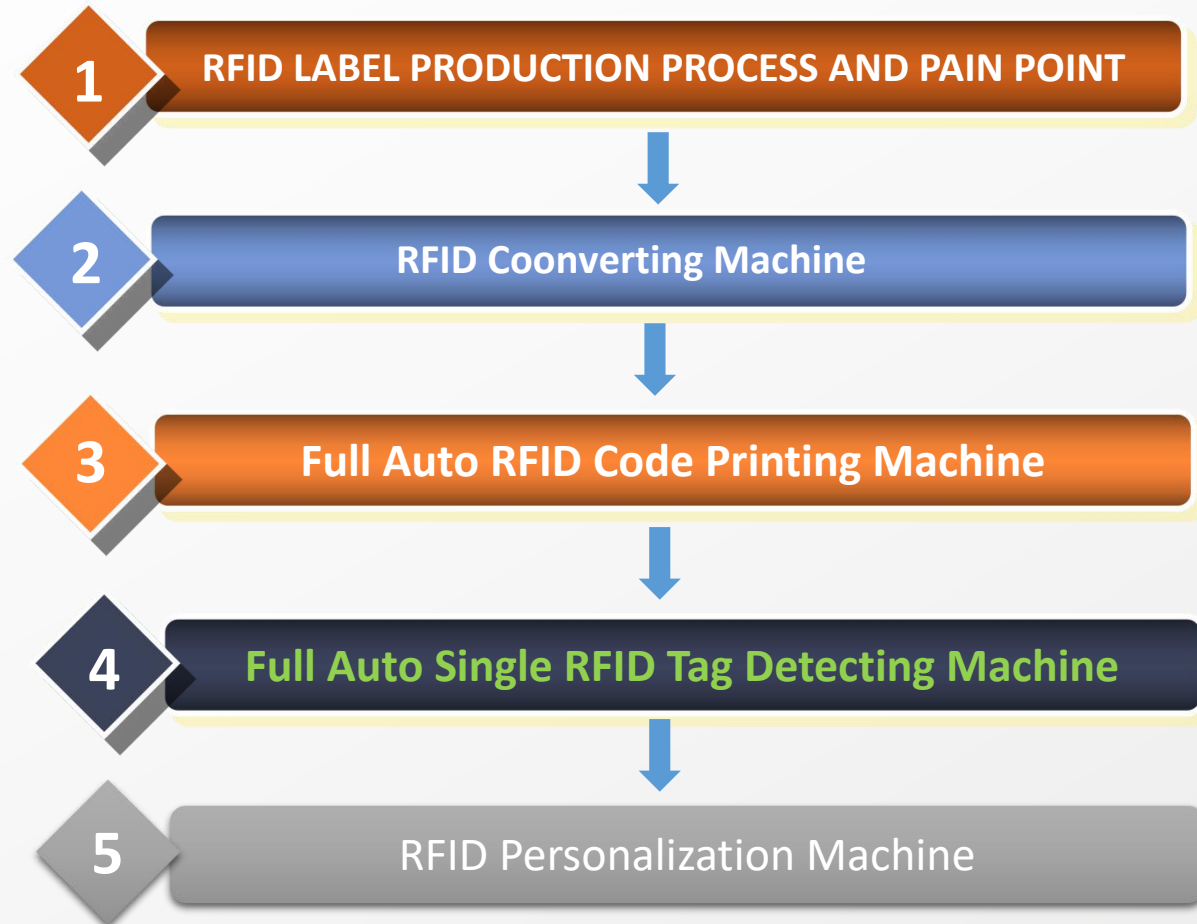 1
RFID LABEL PRODUCTION PROCESS AND PAIN POINT
2
RFID Coonverting Machine
3
Full Auto RFID Code Printing Machine
4
Full Auto Single RFID Tag Detecting Machine
5
RFID Personalization Machine